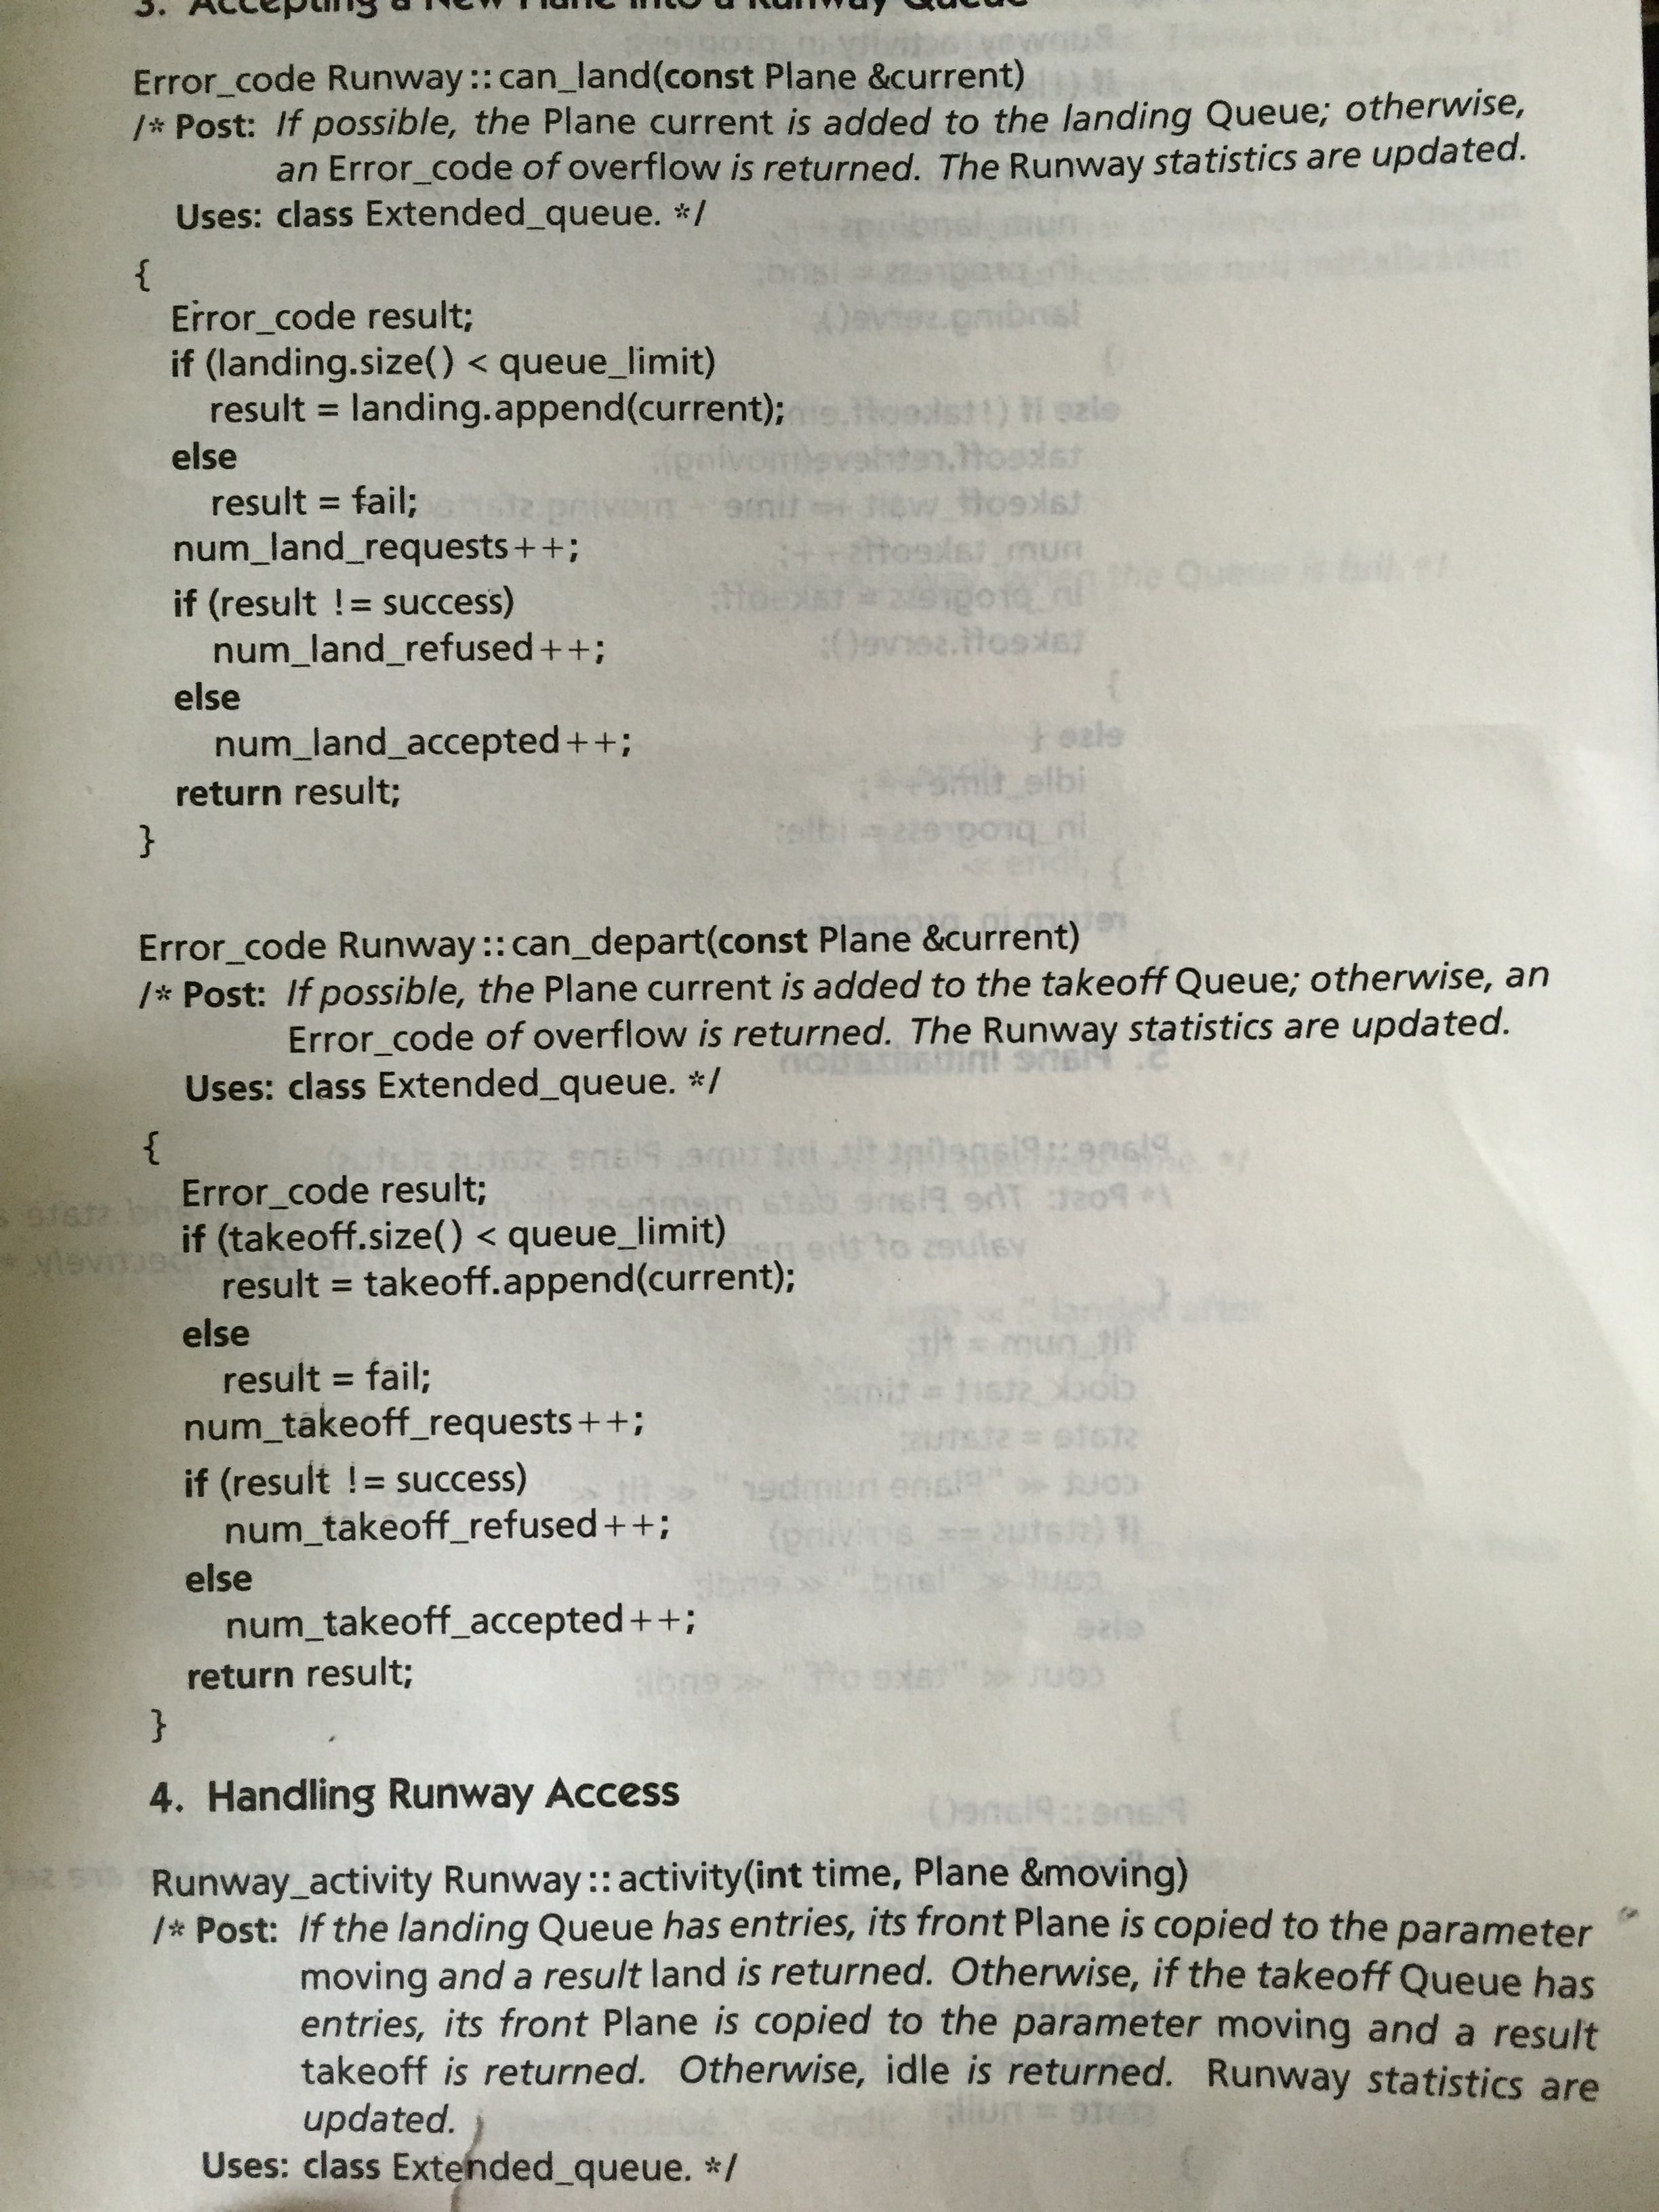 3. Accepting a New Plane into a Runway Queue
Error_code Runway::can_land(const Plane &current)
/* Post: If possible, the Plane current is added to the landing Queue; otherwise,
an Error_code of overflow is returned. The Runway statistics are updated.
Uses: class Extended_queue. */
{
Error_code result;
if (landing.size() < queue_limit)
result = landing.append(current);
else
result = fail;
num_land_requests++;
if (result != success)
num_land_refused++;
else
num_land_accepted++;
return result;
}
Error_code Runway::can_depart(const Plane &current)
/* Post: If possible, the Plane current is added to the takeoff Queue; otherwise, an
Error_code of overflow is returned. The Runway statistics are updated.
Uses: class Extended_queue. */
{
Error_code result;
if (takeoff.size() < queue_limit)
result = takeoff.append(current);
else
result = fail;
num_takeoff_requests++;
if (result != success)
num_takeoff_refused++;
else
num_takeoff_accepted++;
return result;
}
4. Handling Runway Access
Runway_activity Runway::activity(int time, Plane &moving)
/* Post: If the landing Queue has entries, its front Plane is copied to the parameter
moving and a result land is returned. Otherwise, if the takeoff Queue has
entries, its front Plane is copied to the parameter moving and a result
takeoff is returned. Otherwise, idle is returned. Runway statistics are
updated.
Uses: class Extended_queue. */